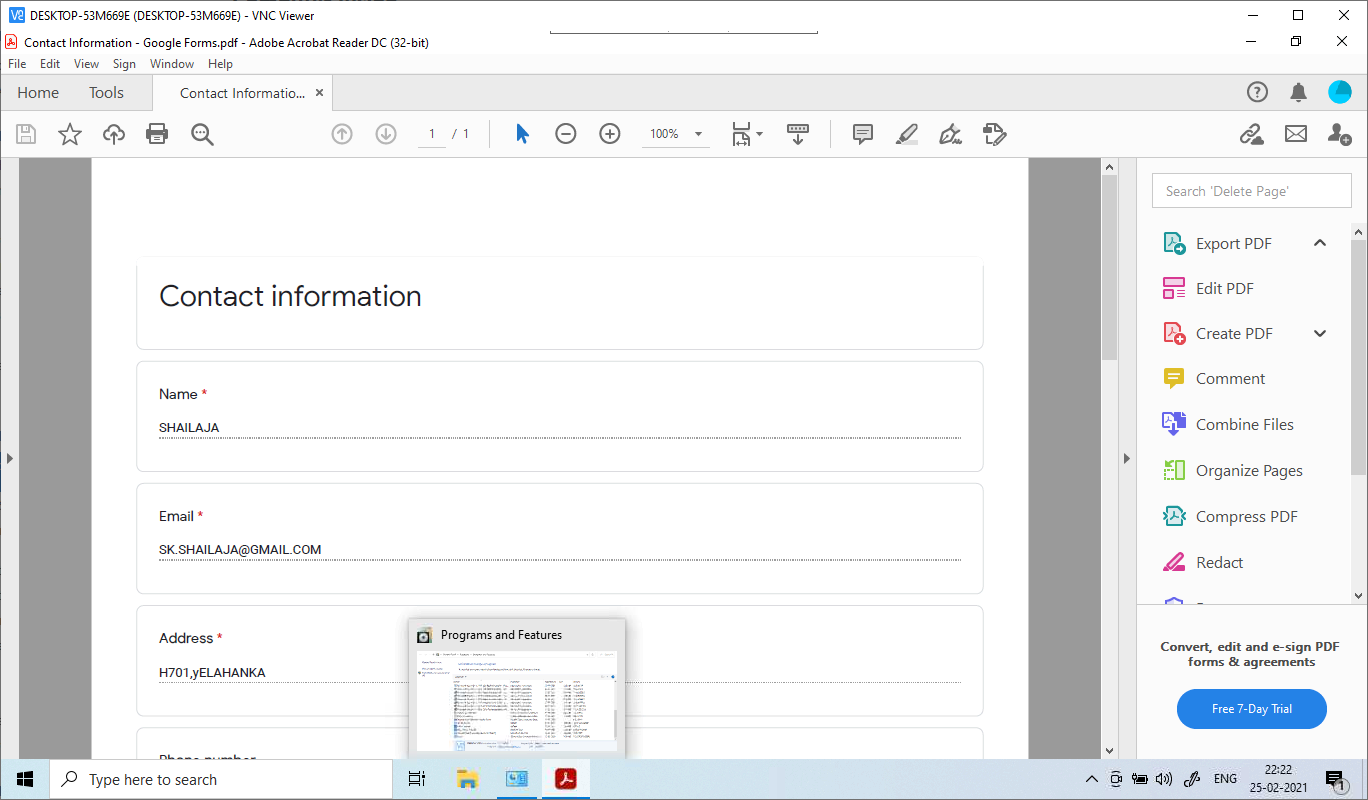 DESKTOP-53M669E (DESKTOP-53M669E) - VNC Viewer
Contact Information - Google Forms.pdf - Adobe Acrobat Reader DC (32-bit)
File Edit View Sign Window Help
Home Tools Contact Informatio...
1 / 1 100%
Search 'Delete Page'
Export PDF
Edit PDF
Create PDF
Comment
Combine Files
Organize Pages
Compress PDF
Redact
Convert, edit and e-sign PDF
forms & agreements
Free 7-Day Trial
Contact information
Name *
SHAILAJA
Email *
SK.SHAILAJA@GMAIL.COM
Address *
H701,yELAHANKA
Programs and Features
Type here to search
ENG
22:22
25-02-2021
1